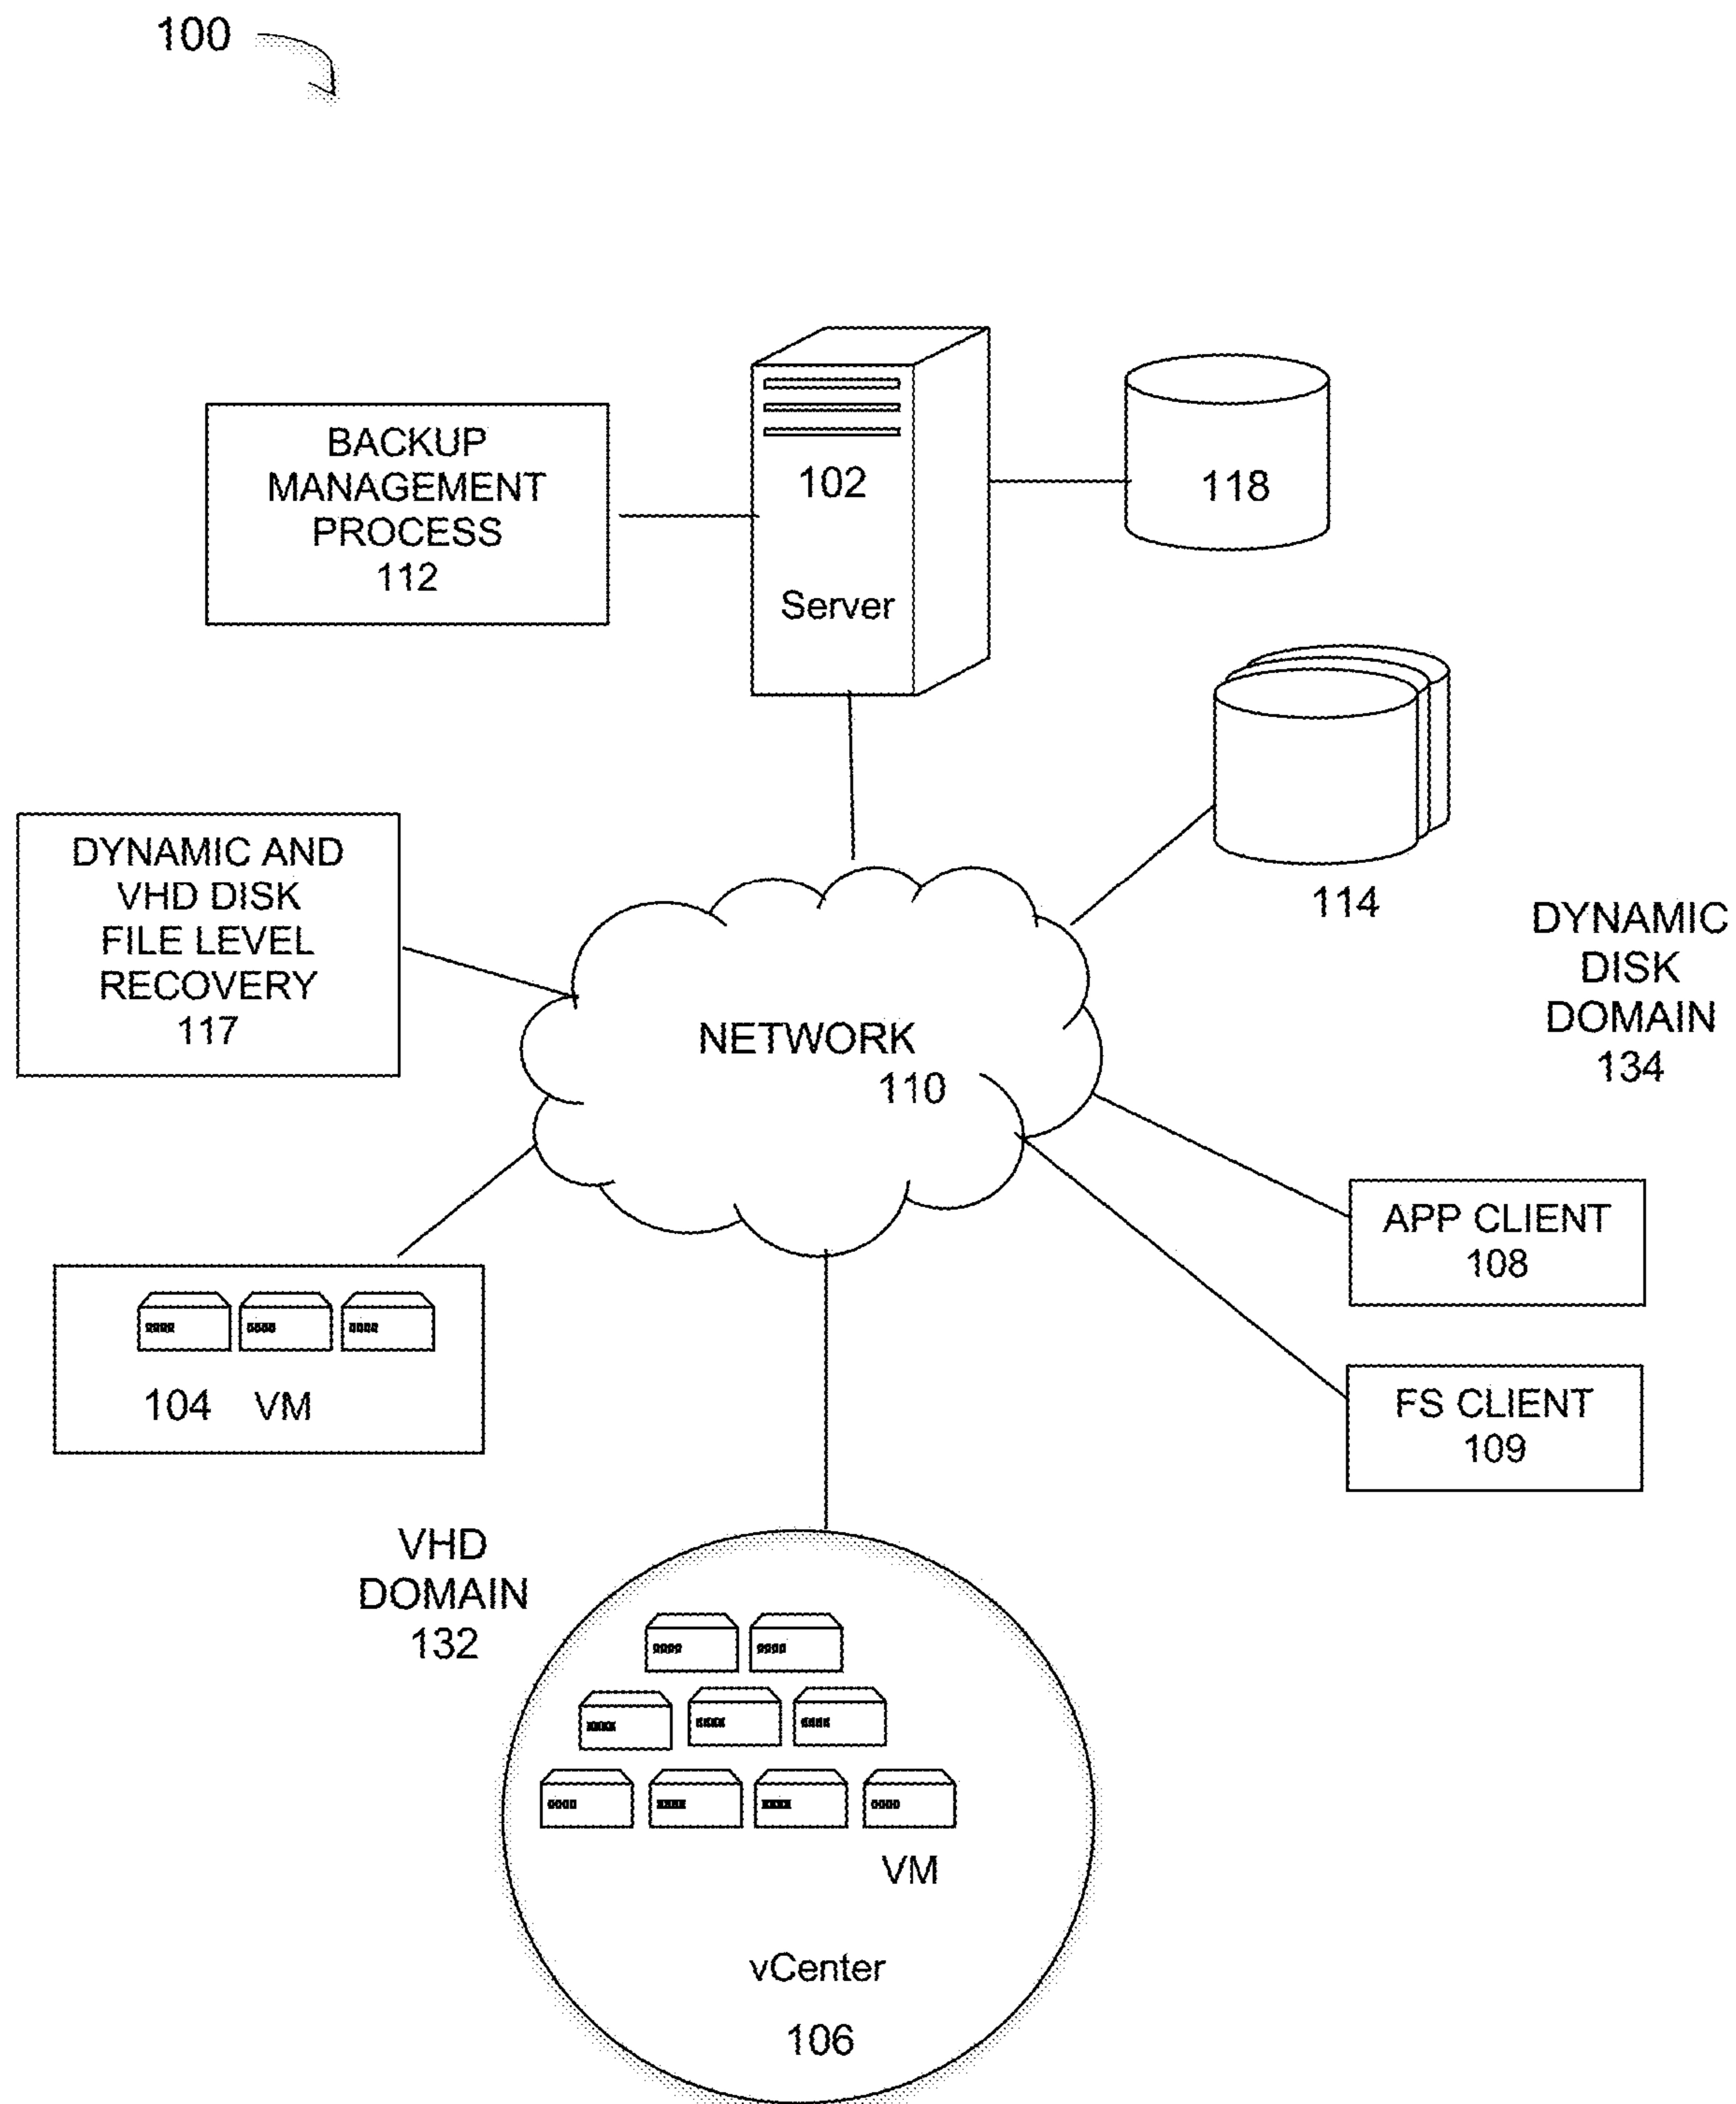 100
BACKUP
MANAGEMENT
PROCESS
112
102
Server
118
114
DYNAMIC
DISK
DOMAIN
134
DYNAMIC AND
VHD DISK
FILE LEVEL
RECOVERY
117
NETWORK
110
APP CLIENT
108
FS CLIENT
109
104 VM
VHD
DOMAIN
132
VM
vCenter
106